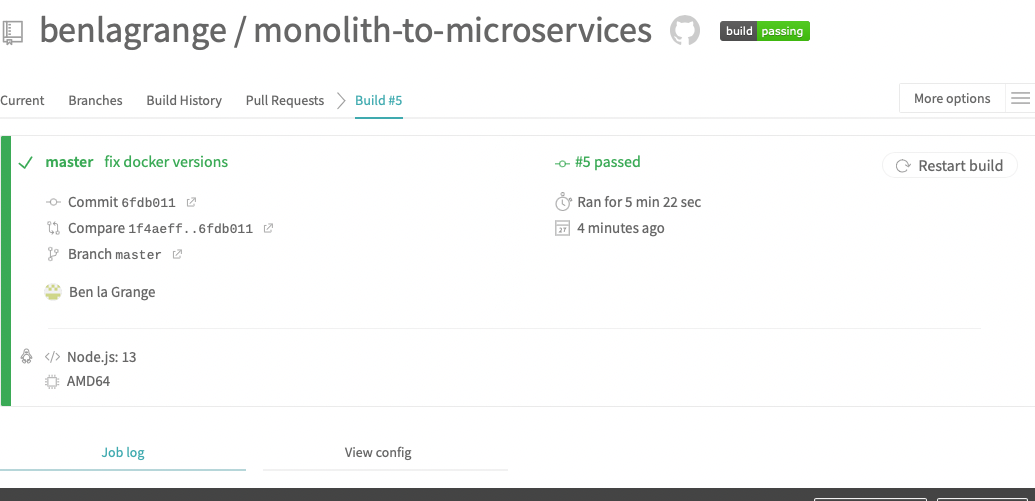 benlagrange / monolith-to-microservices build passing
Current Branches Build History Pull Requests Build #5 More options
master fix docker versions #5 passed Restart build
Commit 6fdb011 Ran for 5 min 22 sec
Compare 1f4aeff..6fdb011 27 4 minutes ago
Branch master
Ben la Grange
</> Node.js: 13
AMD64
Job log View config